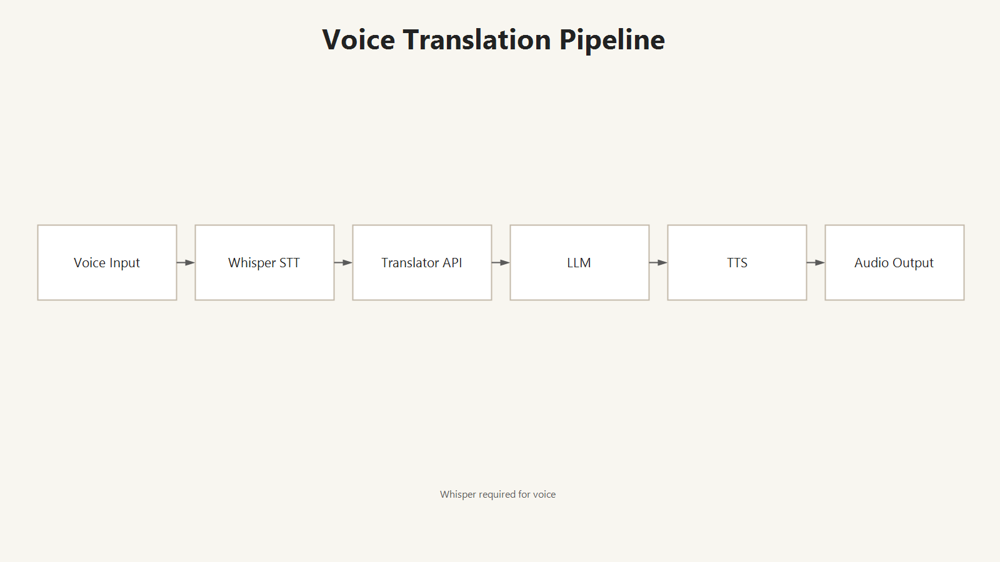 Voice Translation Pipeline
Voice Input
Whisper STT
Translator API
LLM
TTS
Audio Output
Whisper required for voice